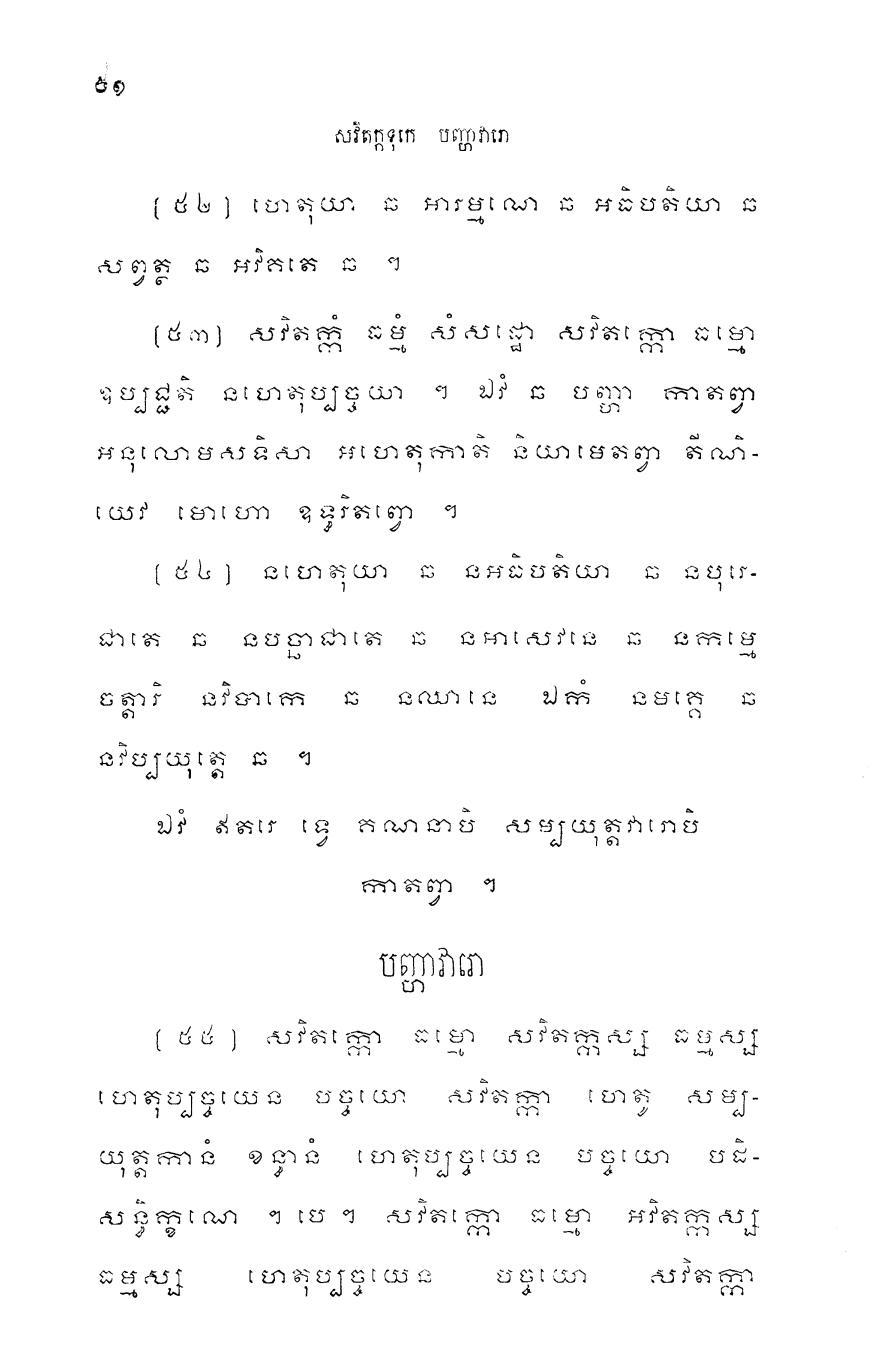 ៥១
សវិតក្កទុកេ បញ្ហាវារោ
(៥២) ហេតុយា ឆ អារម្មណេ ឆ អធិបតិយា ឆ
សព្វត្ថ ឆ អវិគតេ ឆ ។
(៥៣) សវិតក្កំ ធម្មំ សំសដ្ឋោ សវិតក្កោ ធម្មោ
ឧប្បជ្ជតិ នហេតុប្បច្ចយា ។ ឯវំ ឆ បញ្ហា កាតព្វា
អនុលោមសទិសា អហេតុកាតិ និយាមេតព្វា តីណិ-
យេវ មោហោ ឧទ្ធរិតព្វោ ។
(៥៤) នហេតុយា ឆ នអធិបតិយា ឆ នបុរេ-
ជាតេ ឆ នបច្ឆាជាតេ ឆ នអាសេវនេ ឆ នកម្មេ
ចត្តារិ នវិបាកេ ឆ នឈានេ ឯកំ នមគ្គេ ឆ
នវិប្បយុត្តេ ឆ ។
ឯវំ ឥតរេ ទ្វេ គណនាបិ សម្បយុត្តវារោបិ
កាតព្វា ។
បញ្ហាវារោ
(៥៥) សវិតក្កោ ធម្មោ សវិតក្កស្ស ធម្មស្ស
ហេតុប្បច្ចយេន បច្ចយោ សវិតក្កា ហេតូ សម្ប-
យុត្តកានំ ខន្ធានំ ហេតុប្បច្ចយេន បច្ចយោ បដិ-
សន្ធិក្ខណេ ។ បេ ។ សវិតក្កោ ធម្មោ អវិតក្កស្ស
ធម្មស្ស ហេតុប្បច្ចយេន បច្ចយោ សវិតក្កា